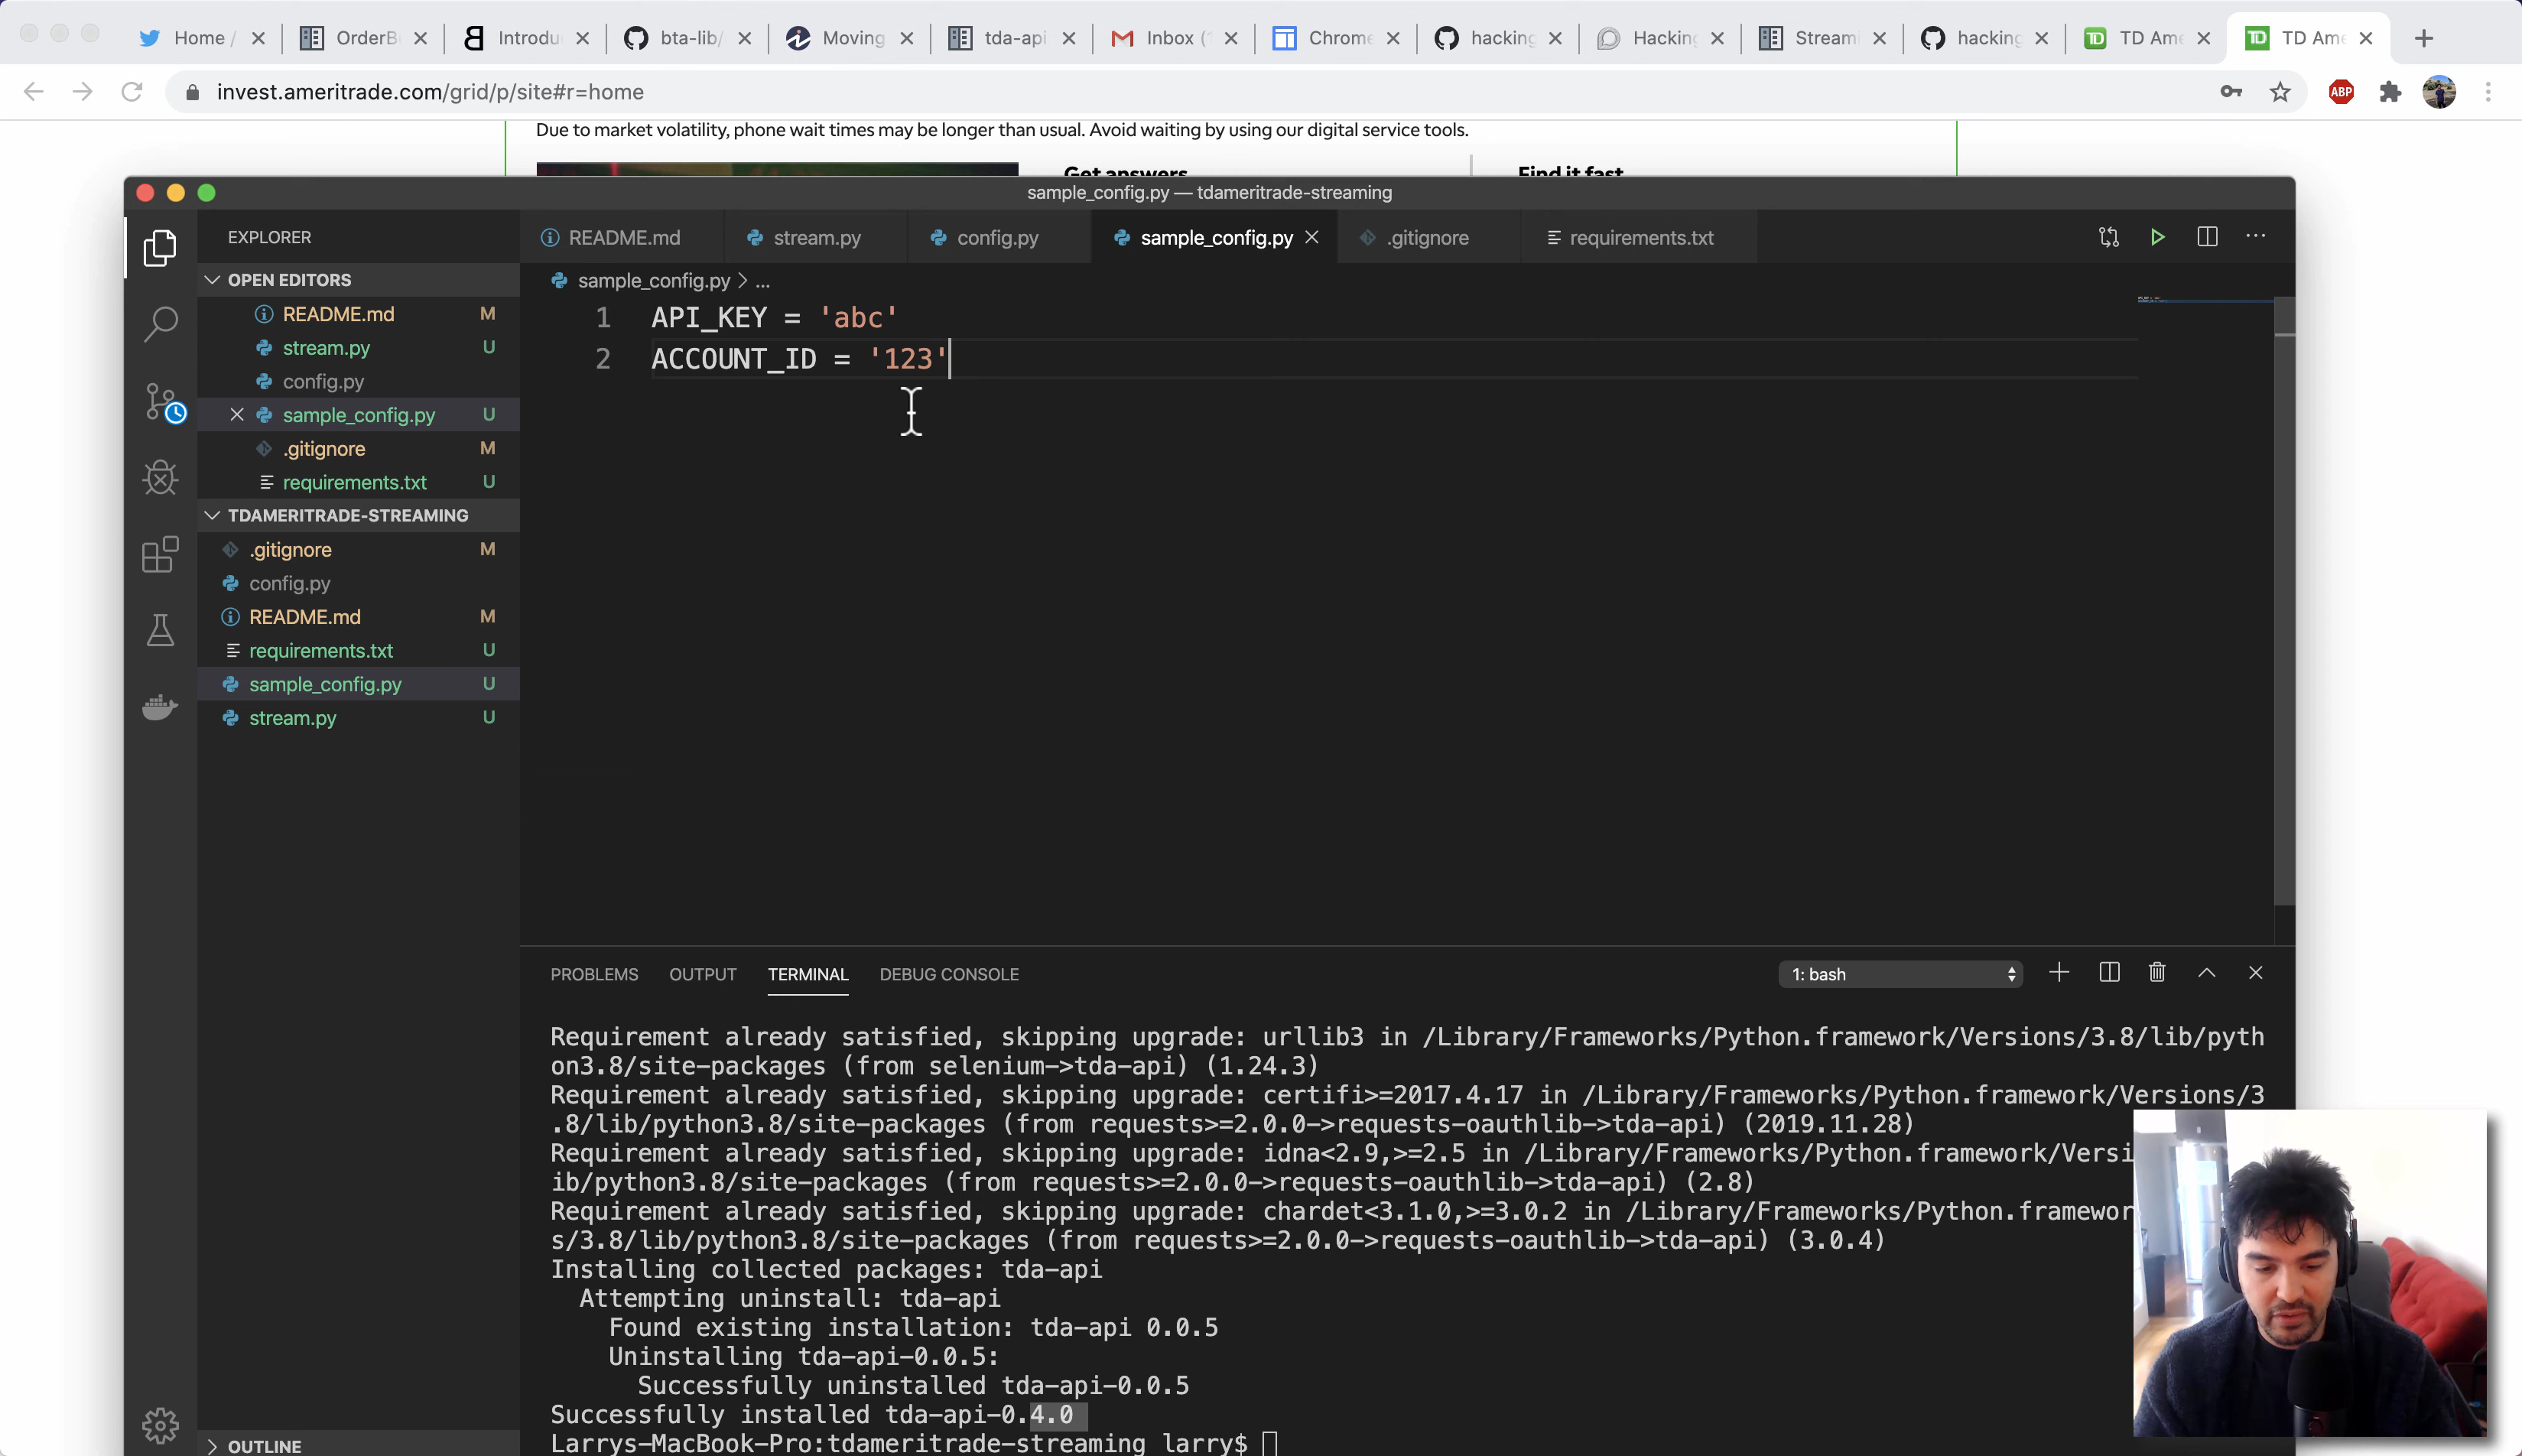 Home /
OrderB
Introdu
bta-lib/
Moving
tda-api
Inbox (
Chrome
hacking
Hacking
Stream
hacking
TD Ame
TD Ame
invest.ameritrade.com/grid/p/site#r=home
ABP
Due to market volatility, phone wait times may be longer than usual. Avoid waiting by using our digital service tools.
Get answers
Find it fast
sample_config.py — tdameritrade-streaming
EXPLORER
README.md
stream.py
config.py
sample_config.py
.gitignore
requirements.txt
OPEN EDITORS
README.md M
stream.py U
config.py
sample_config.py U
.gitignore M
requirements.txt U
TDAMERITRADE-STREAMING
.gitignore M
config.py
README.md M
requirements.txt U
sample_config.py U
stream.py U
OUTLINE
sample_config.py > ...
1 API_KEY = 'abc'
2 ACCOUNT_ID = '123'
PROBLEMS OUTPUT TERMINAL DEBUG CONSOLE
1: bash
Requirement already satisfied, skipping upgrade: urllib3 in /Library/Frameworks/Python.framework/Versions/3.8/lib/pyth
on3.8/site-packages (from selenium->tda-api) (1.24.3)
Requirement already satisfied, skipping upgrade: certifi>=2017.4.17 in /Library/Frameworks/Python.framework/Versions/3
.8/lib/python3.8/site-packages (from requests>=2.0.0->requests-oauthlib->tda-api) (2019.11.28)
Requirement already satisfied, skipping upgrade: idna<2.9,>=2.5 in /Library/Frameworks/Python.framework/Versi
ib/python3.8/site-packages (from requests>=2.0.0->requests-oauthlib->tda-api) (2.8)
Requirement already satisfied, skipping upgrade: chardet<3.1.0,>=3.0.2 in /Library/Frameworks/Python.framewor
s/3.8/lib/python3.8/site-packages (from requests>=2.0.0->requests-oauthlib->tda-api) (3.0.4)
Installing collected packages: tda-api
Attempting uninstall: tda-api
Found existing installation: tda-api 0.0.5
Uninstalling tda-api-0.0.5:
Successfully uninstalled tda-api-0.0.5
Successfully installed tda-api-0.4.0
Larrys-MacBook-Pro:tdameritrade-streaming larry$